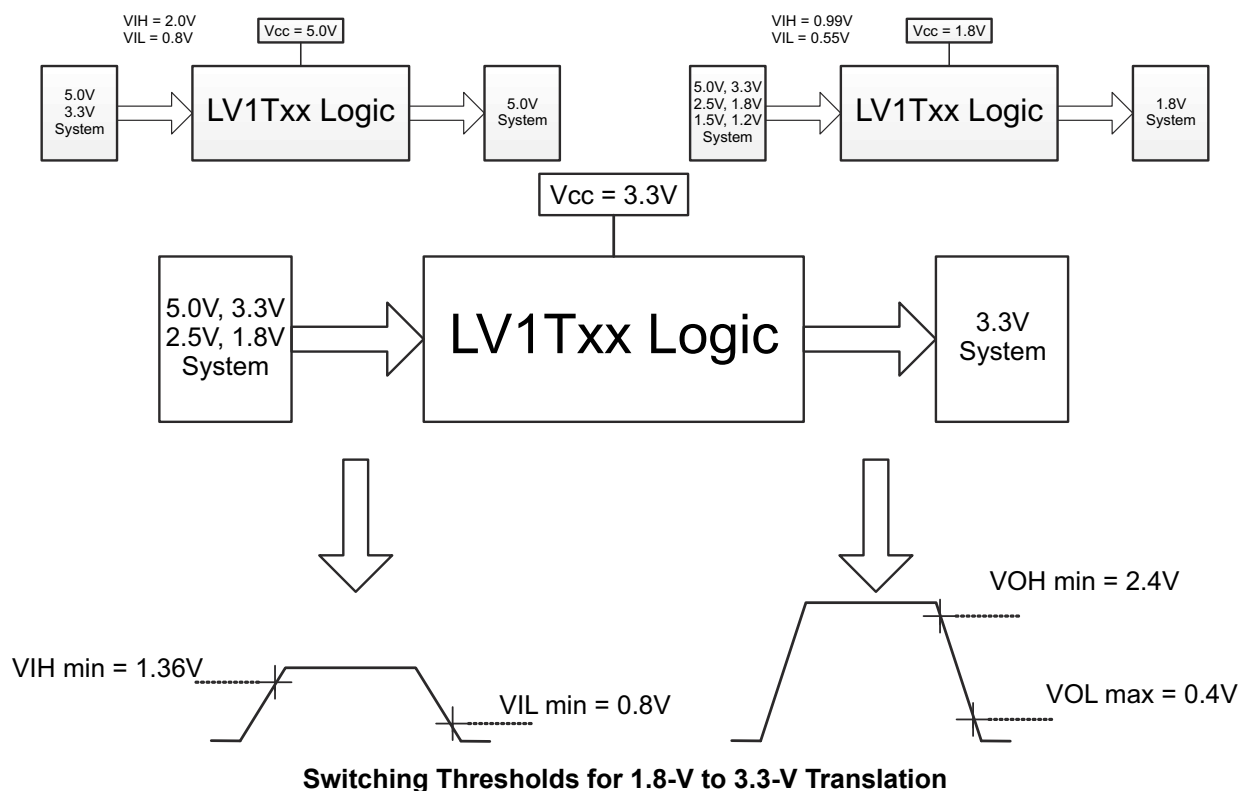 VIH = 2.0V
VIL = 0.8V
Vcc = 5.0V
5.0V
3.3V
System
LV1Txx Logic
5.0V
System
VIH = 0.99V
VIL = 0.55V
Vcc = 1.8V
5.0V, 3.3V
2.5V, 1.8V
1.5V, 1.2V
System
LV1Txx Logic
1.8V
System
Vcc = 3.3V
5.0V, 3.3V
2.5V, 1.8V
System
LV1Txx Logic
3.3V
System
VIH min = 1.36V
VIL min = 0.8V
VOH min = 2.4V
VOL max = 0.4V
Switching Thresholds for 1.8-V to 3.3-V Translation